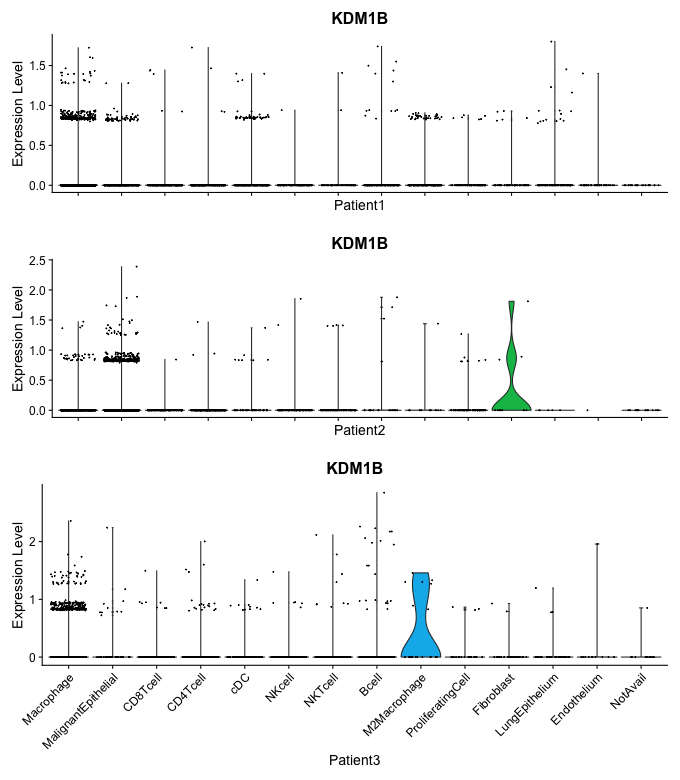 KDM1B
Expression Level
1.5
1.0
0.5
0.0
Patient1
KDM1B
Expression Level
2.5
2.0
1.5
1.0
0.5
0.0
Patient2
KDM1B
Expression Level
2
1
0
Macrophage
MalignantEpithelial
CD8Tcell
CD4Tcell
cDC
NKcell
NKTcell
Bcell
M2Macrophage
ProliferatingCell
Fibroblast
LungEpithelium
Endothelium
NotAvail
Patient3